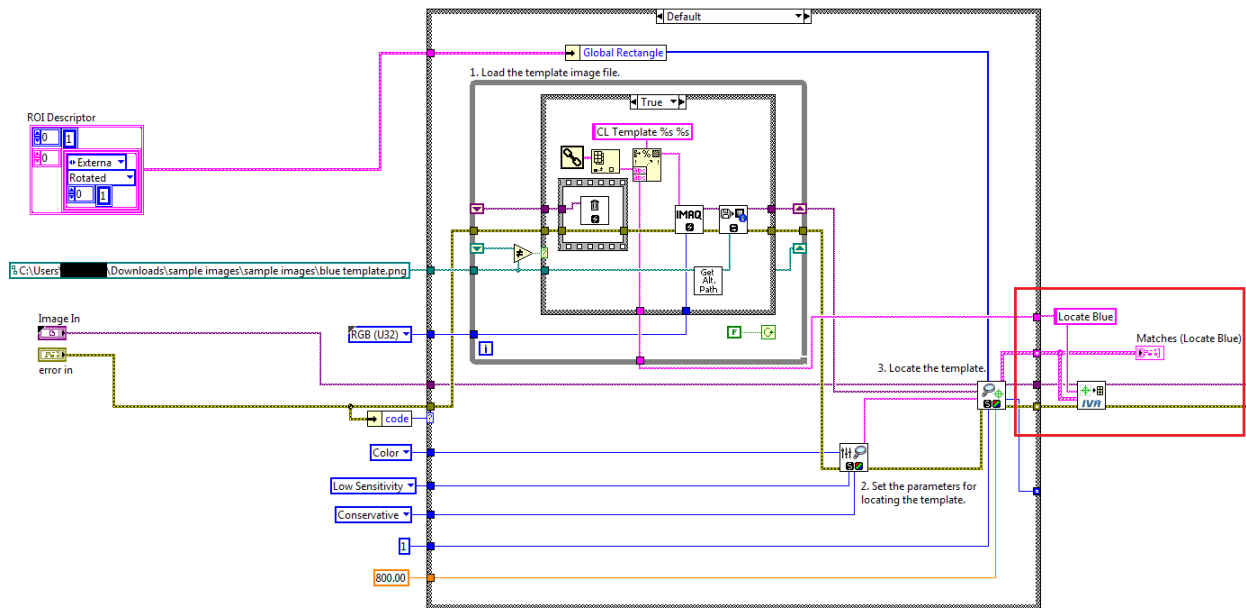 Default
Global Rectangle
1. Load the template image file.
True
ROI Descriptor
0
1
CL Template %s %s
0
Externa
Rotated
0
1
IMAQ
C:\Users\ \Downloads\sample images\sample images\blue template.png
Get
Alt.
Path
Image In
RGB (U32)
F
i
Locate Blue
Matches (Locate Blue)
error in
3. Locate the template.
S
IVA
code
?
Color
S
Low Sensitivity
2. Set the parameters for
locating the template.
Conservative
1
800.00